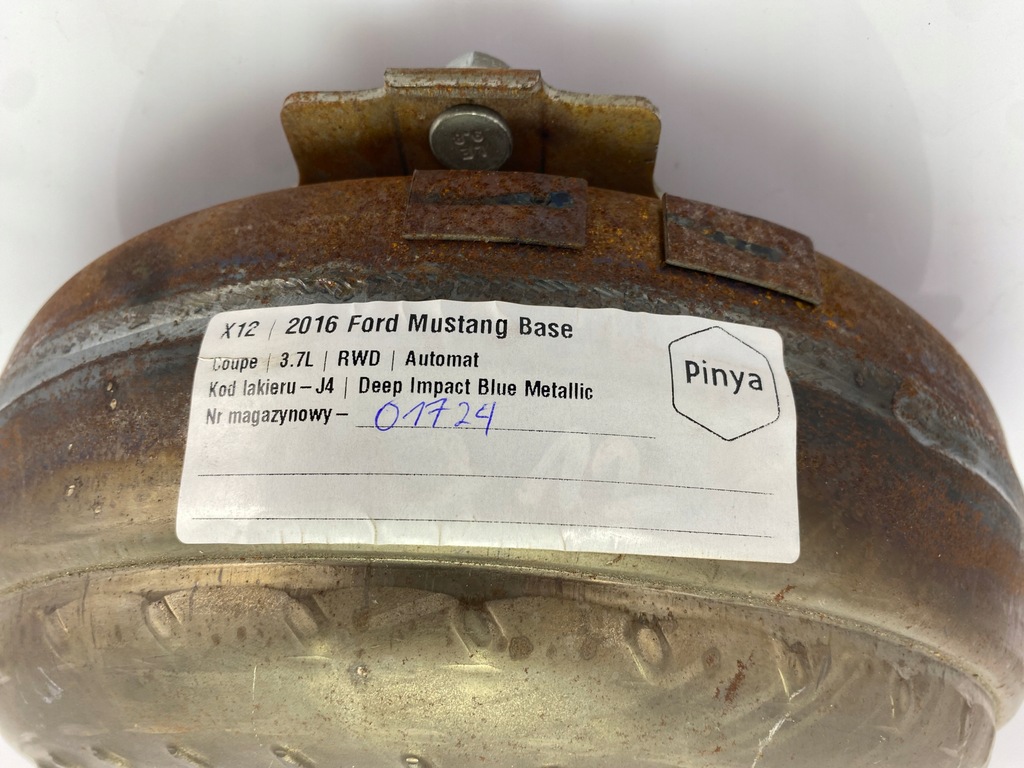 X12 / 2016 Ford Mustang Base
Coupe | 3.7L | RWD | Automat
Kod lakieru – J4 | Deep Impact Blue Metallic
Nr magazynowy – 01724
Pinya